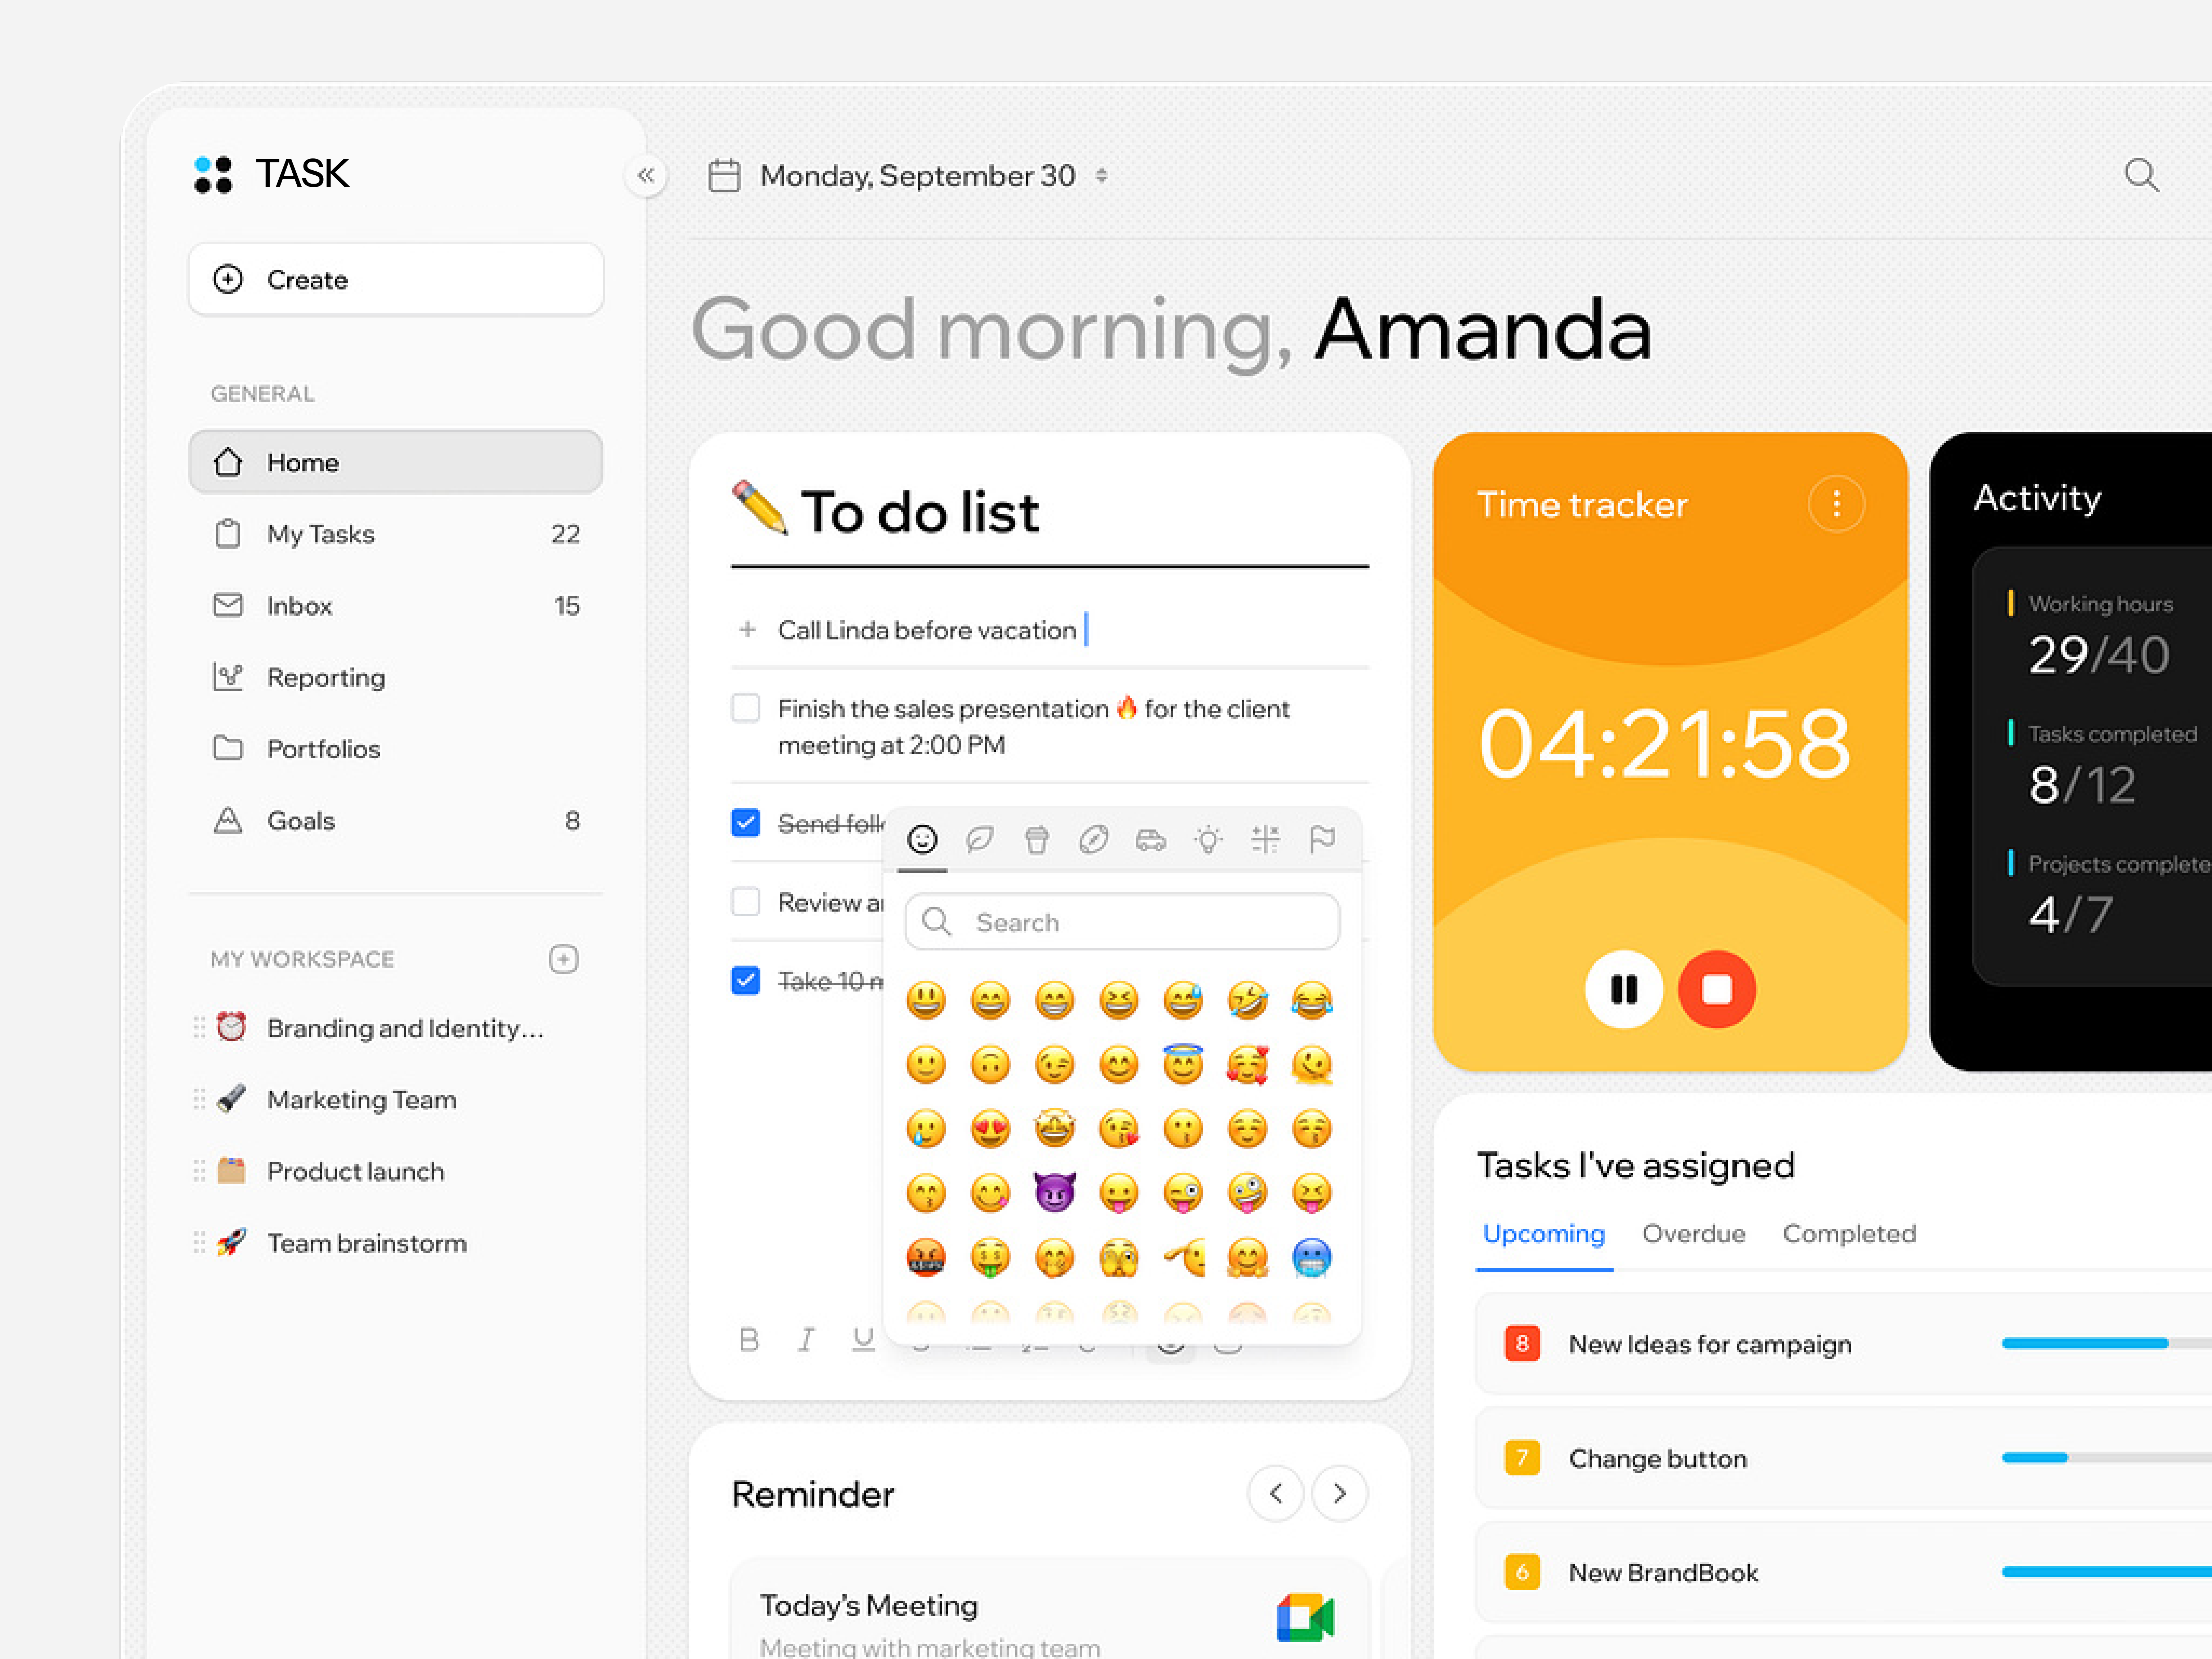 TASK
Create
GENERAL
Home
My Tasks 22
Inbox 15
Reporting
Portfolios
Goals 8
MY WORKSPACE
Branding and Identity...
Marketing Team
Product launch
Team brainstorm
Monday, September 30
Good morning, Amanda
To do list
Call Linda before vacation
Finish the sales presentation 🔥 for the client
meeting at 2:00 PM
Send
Review
Take 10
Search
B I U
Reminder
Today's Meeting
Meeting with marketing team
Time tracker
04:21:58
Activity
Working hours
29/40
Tasks completed
8/12
Projects complete
4/7
Tasks I've assigned
Upcoming Overdue Completed
8 New Ideas for campaign
7 Change button
6 New BrandBook